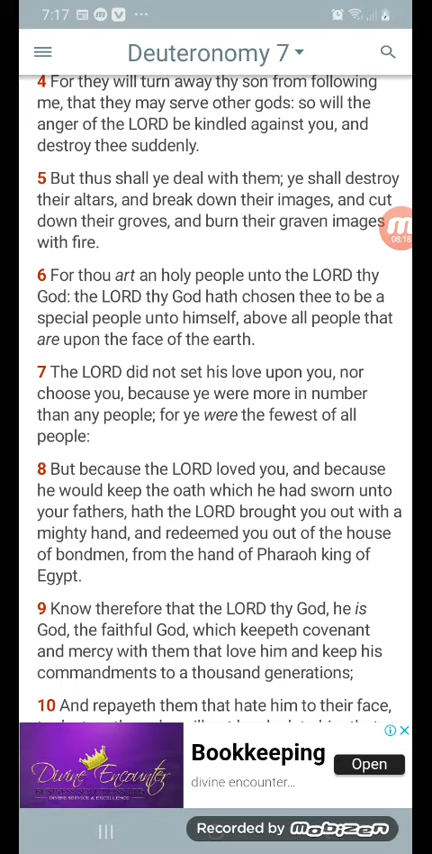 7:17
Deuteronomy 7
4 For they will turn away thy son from following
me, that they may serve other gods: so will the
anger of the LORD be kindled against you, and
destroy thee suddenly.
5 But thus shall ye deal with them; ye shall destroy
their altars, and break down their images, and cut
down their groves, and burn their graven images
with fire.
08:18
6 For thou art an holy people unto the LORD thy
God: the LORD thy God hath chosen thee to be a
special people unto himself, above all people that
are upon the face of the earth.
7 The LORD did not set his love upon you, nor
choose you, because ye were more in number
than any people; for ye were the fewest of all
people:
8 But because the LORD loved you, and because
he would keep the oath which he had sworn unto
your fathers, hath the LORD brought you out with a
mighty hand, and redeemed you out of the house
of bondmen, from the hand of Pharaoh king of
Egypt.
9 Know therefore that the LORD thy God, he is
God, the faithful God, which keepeth covenant
and mercy with them that love him and keep his
commandments to a thousand generations;
10 And repayeth them that hate him to their face,
Divine Encounter
Bookkeeping
divine encounter...
Open
Recorded by mobizen